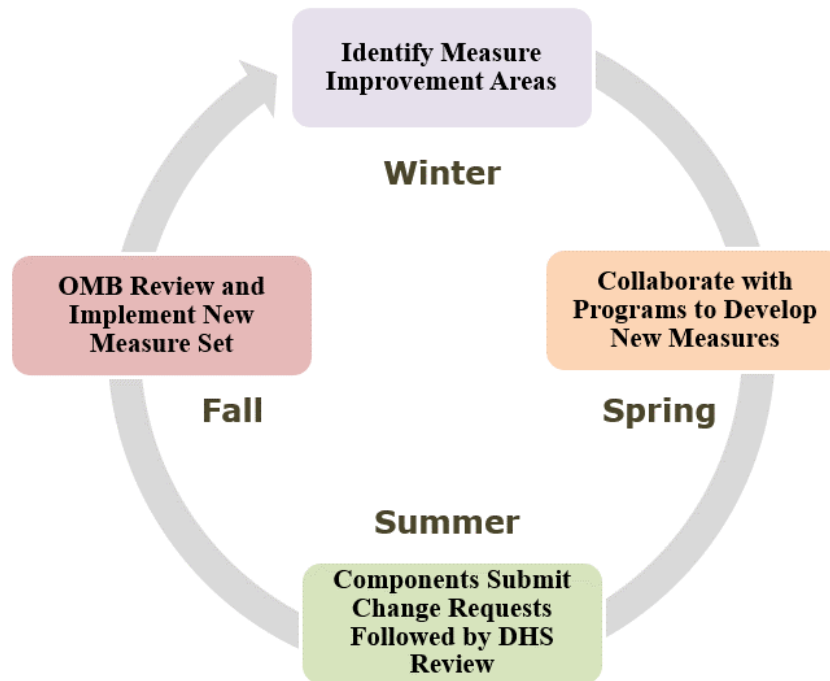 Identify Measure
Improvement Areas
Winter
OMB Review and
Implement New
Measure Set
Collaborate with
Programs to Develop
New Measures
Fall
Spring
Summer
Components Submit
Change Requests
Followed by DHS
Review